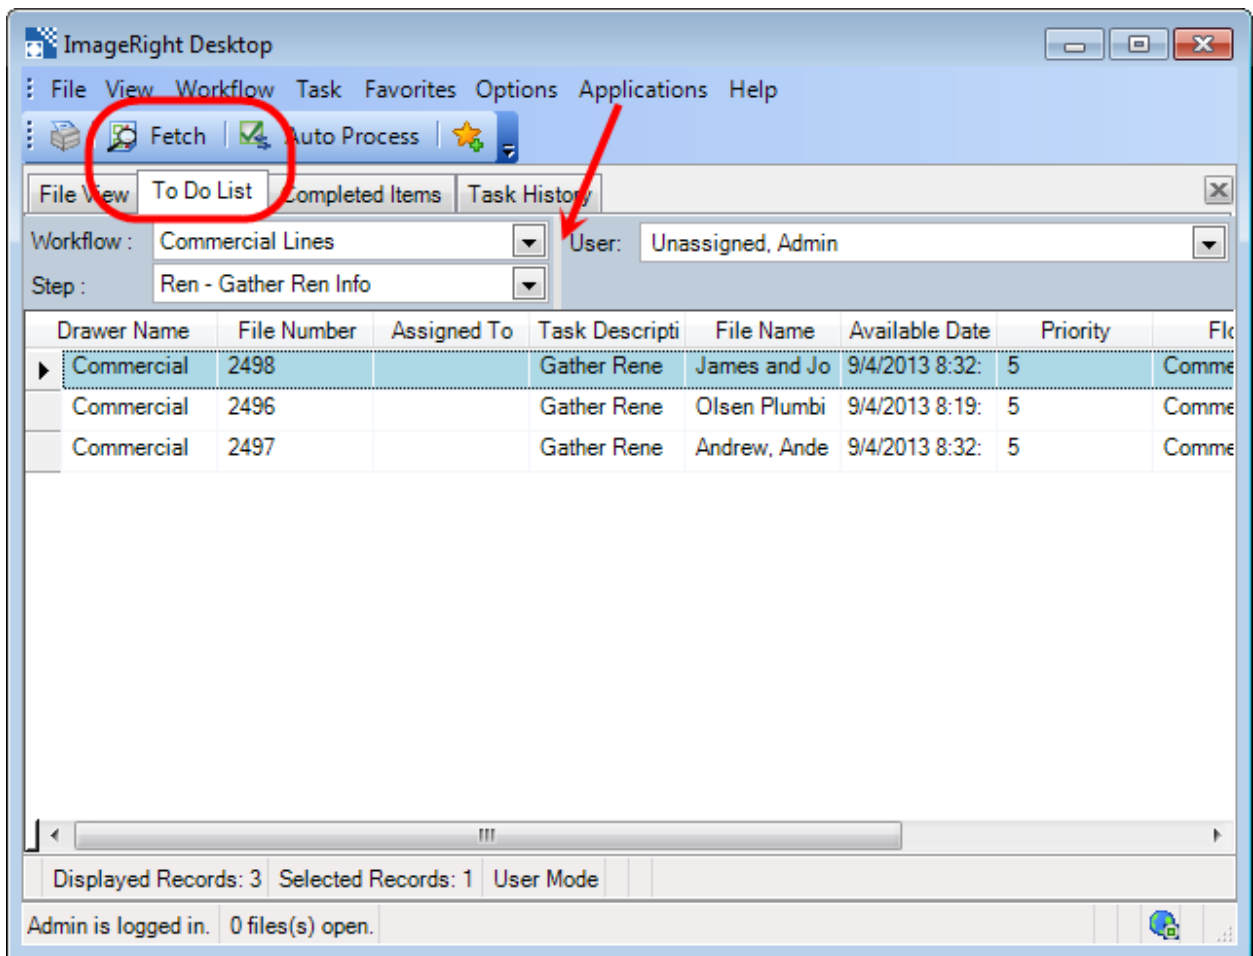 ImageRight Desktop
File View Workflow Task Favorites Options Applications Help
Fetch Auto Process
File View To Do List Completed Items Task History
Workflow : Commercial Lines User: Unassigned, Admin
Step : Ren - Gather Ren Info
Drawer Name File Number Assigned To Task Descripti File Name Available Date Priority Flo
Commercial 2498 Gather Rene James and Jo 9/4/2013 8:32: 5 Comme
Commercial 2496 Gather Rene Olsen Plumbi 9/4/2013 8:19: 5 Comme
Commercial 2497 Gather Rene Andrew, Ande 9/4/2013 8:32: 5 Comme
Displayed Records: 3 Selected Records: 1 User Mode
Admin is logged in. 0 files(s) open.